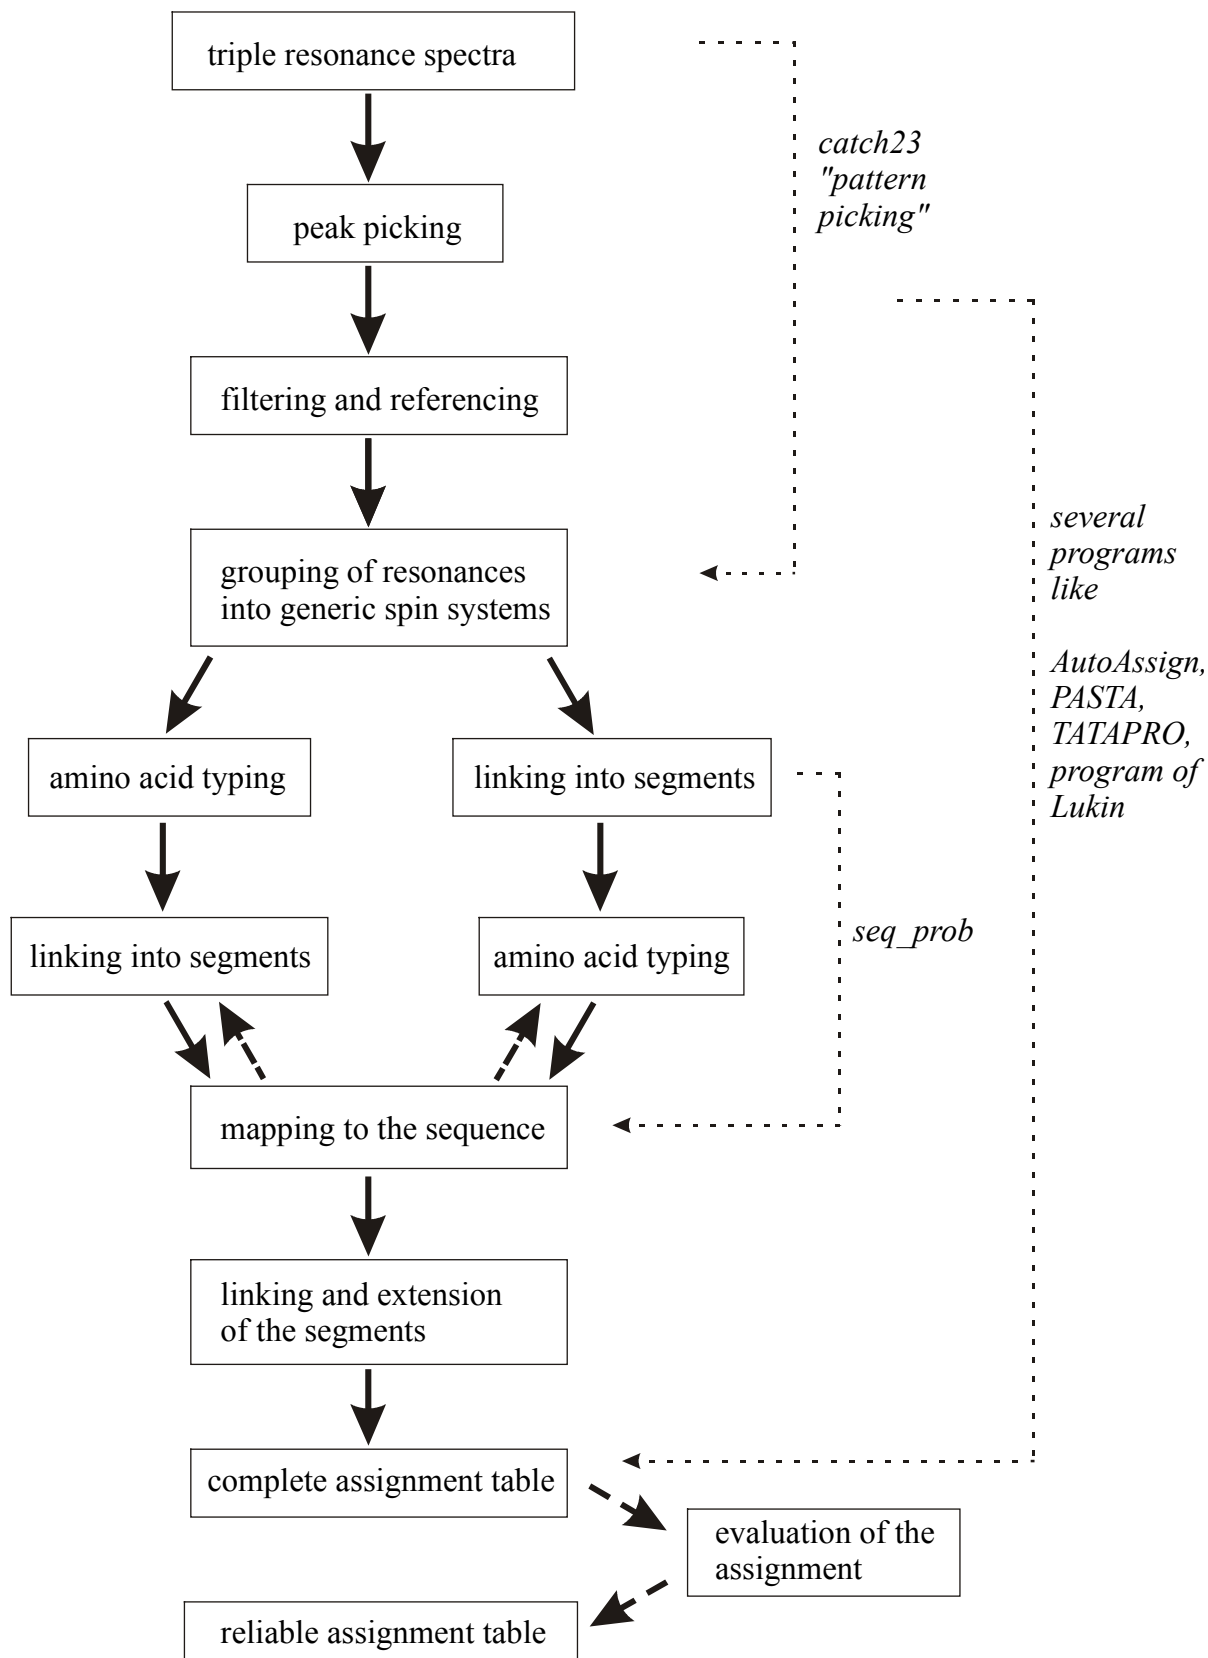 triple resonance spectra
catch23
"pattern
picking"
peak picking
filtering and referencing
grouping of resonances
into generic spin systems
several
programs
like
AutoAssign,
PASTA,
TATAPRO,
program of
Lukin
amino acid typing
linking into segments
linking into segments
amino acid typing
seq_prob
mapping to the sequence
linking and extension
of the segments
complete assignment table
evaluation of the
assignment
reliable assignment table